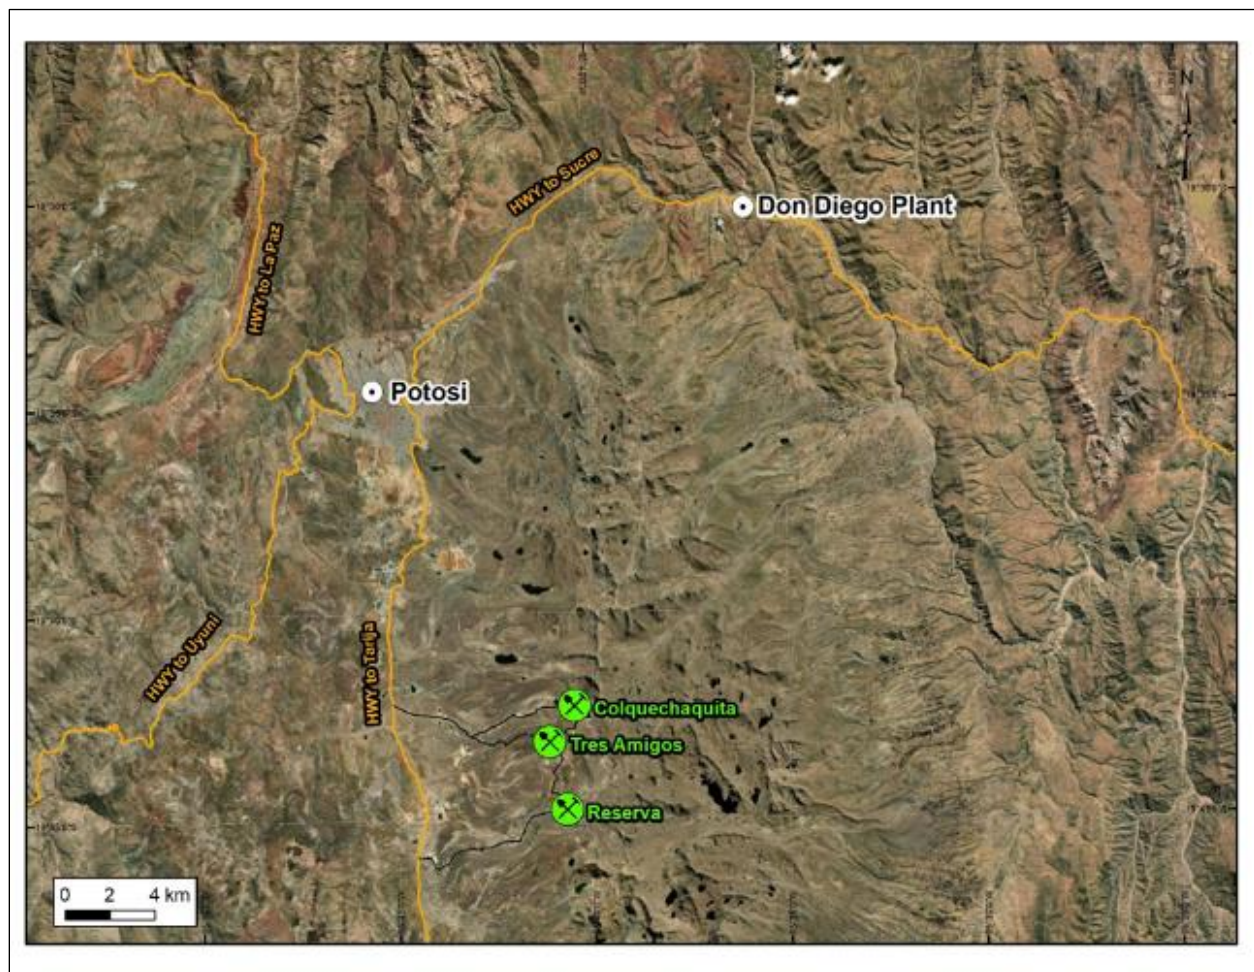 N
HWY to Sucre
Don Diego Plant
HWY to La Paz
Potosi
HWY to Uyuni
HWY to Tarija
Colquechaquita
Tres Amigos
Reserva
0 2 4 km